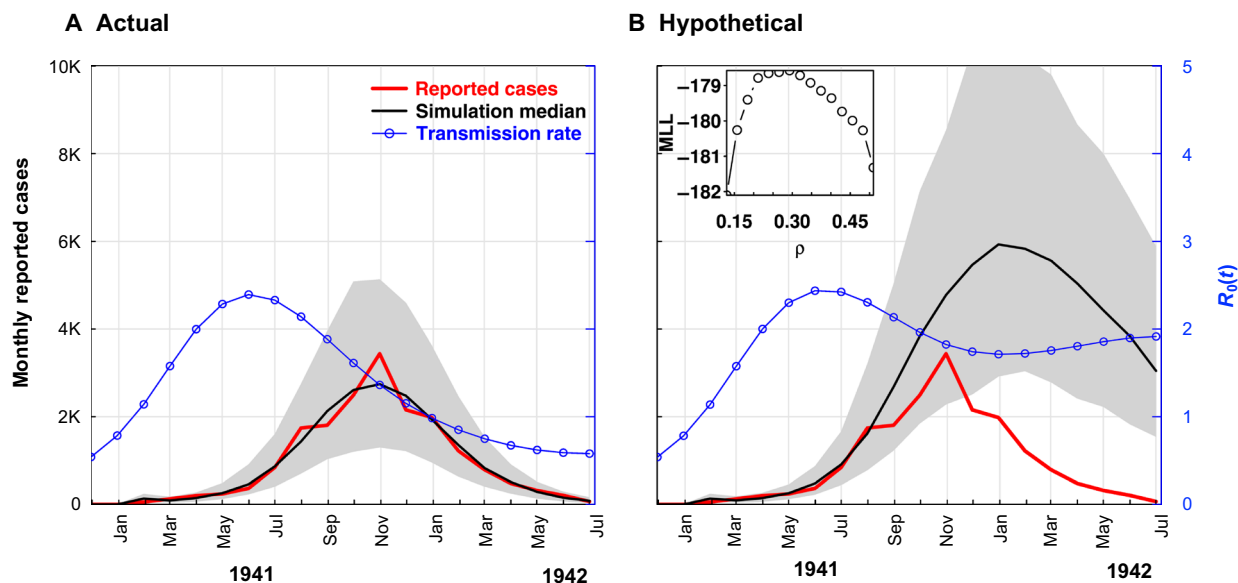 A Actual
B Hypothetical
10K
8K
6K
4K
2K
0
Monthly reported cases
Reported cases
Simulation median
Transmission rate
Jan
Mar
May
Jul
Sep
Nov
Jan
Mar
May
Jul
1941
1942
−179
−180
−181
−182
MLL
0.15
0.30
0.45
ρ
5
4
3
2
1
0
R0(t)
Jan
Mar
May
Jul
Sep
Nov
Jan
Mar
May
Jul
1941
1942